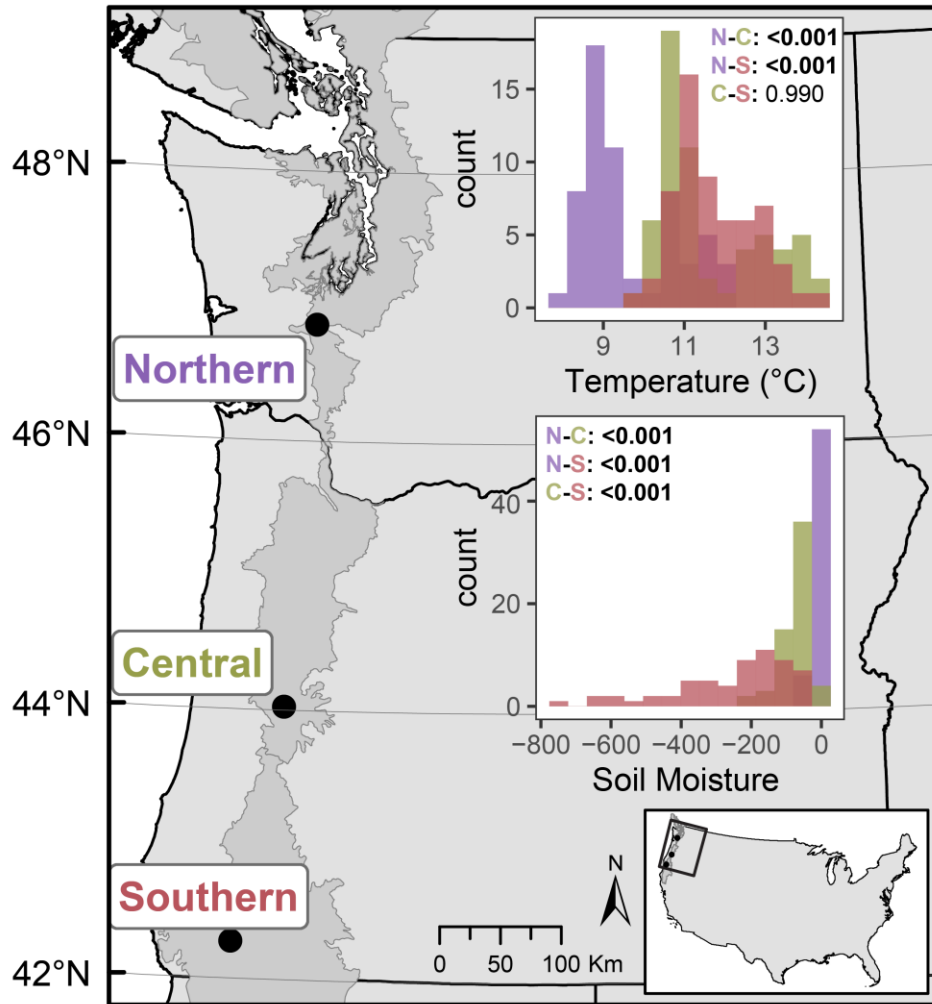 N-C: <0.001
N-S: <0.001
C-S: 0.990
15
10
5
0
count
9 11 13
Temperature (°C)
48°N
Northern
46°N
N-C: <0.001
N-S: <0.001
C-S: <0.001
40
20
0
count
−800 −600 −400 −200 0
Soil Moisture
Central
44°N
Southern
42°N
N
0 50 100 Km